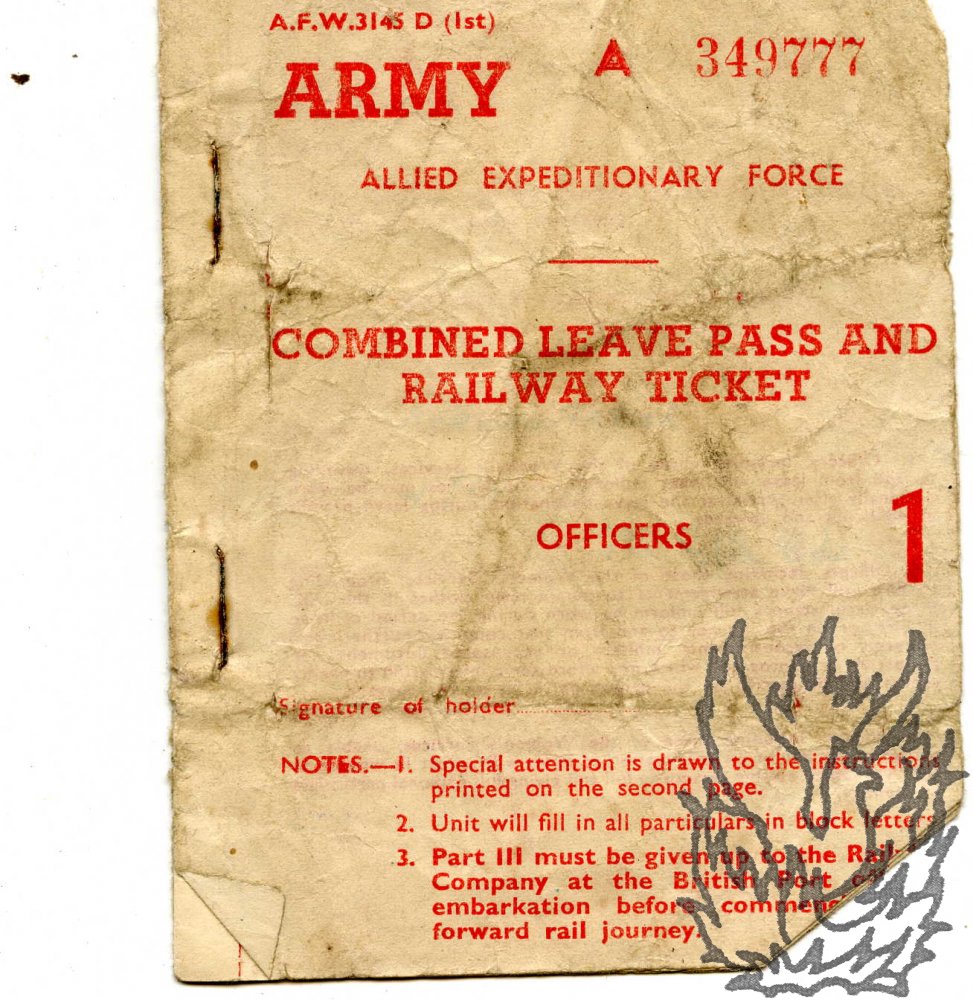 A.F.W.3145 D (1st)
ARMY A 349777
ALLIED EXPEDITIONARY FORCE
COMBINED LEAVE PASS AND
RAILWAY TICKET
OFFICERS 1
Signature of holder
NOTES.—1. Special attention is drawn to the instructions
printed on the second page.
2. Unit will fill in all particulars in block letters
3. Part III must be given up to the
Company at the British Port
embarkation before
forward rail journey.